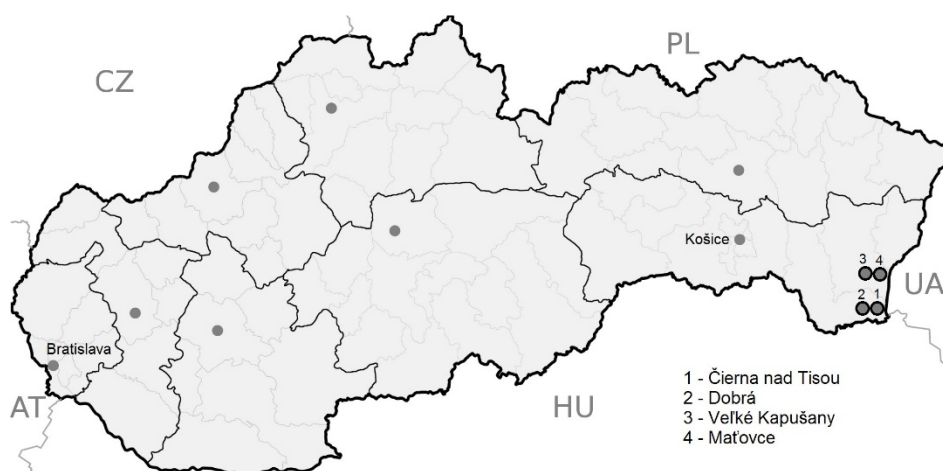 PL
CZ
Košice
3 4
UA
2 1
Bratislava
1 - Čierna nad Tisou
2 - Dobrá
3 - Veľké Kapušany
4 - Maťovce
AT
HU